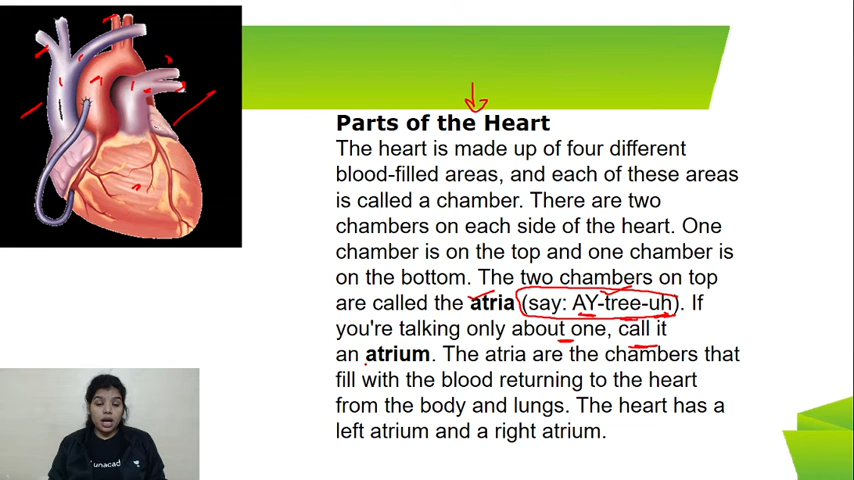 Parts of the Heart
The heart is made up of four different
blood-filled areas, and each of these areas
is called a chamber. There are two
chambers on each side of the heart. One
chamber is on the top and one chamber is
on the bottom. The two chambers on top
are called the atria (say: AY-tree-uh). If
you're talking only about one, call it
an atrium. The atria are the chambers that
fill with the blood returning to the heart
from the body and lungs. The heart has a
left atrium and a right atrium.
unacad